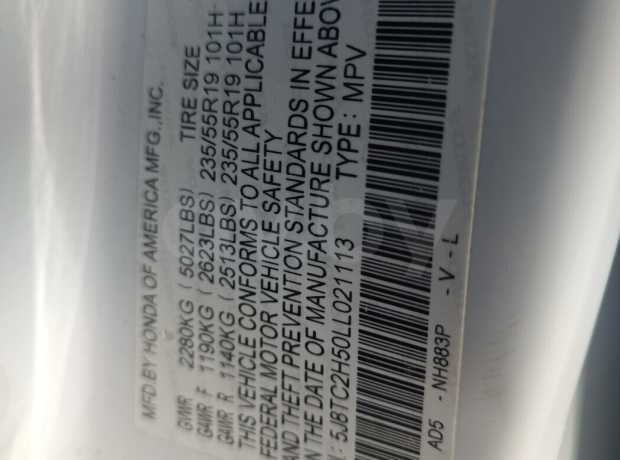 MFD BY HONDA OF AMERICA MFG.,INC.
TIRE SIZE
GVWR 2280KG ( 5027LBS)
GAWR F 1190KG ( 2623LBS) 235/55R19 101H
GAWR R 1140KG ( 2513LBS) 235/55R19 101H
THIS VEHICLE CONFORMS TO ALL APPLICABLE
FEDERAL MOTOR VEHICLE SAFETY
AND THEFT PREVENTION STANDARDS IN EFFE
N THE DATE OF MANUFACTURE SHOWN ABOV
: 5J8TC2H50LL021113 TYPE: MPV
AD5 -NH883P -V-L